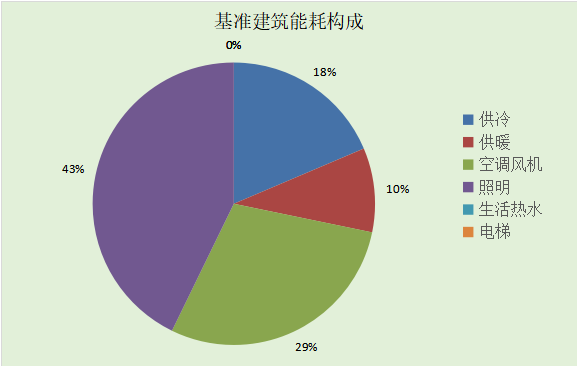 基准建筑能耗构成
0%
18%
43%
10%
29%
供冷
供暖
空调风机
照明
生活热水
电梯